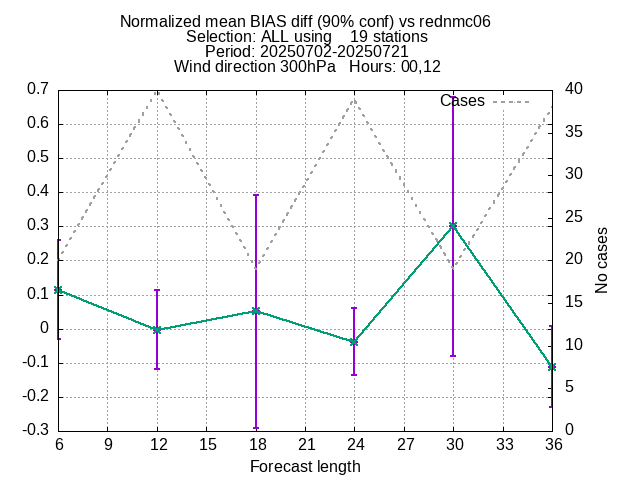 Normalized mean BIAS diff (90% conf) vs rednmc06
Selection: ALL using    19 stations
Period: 20250702-20250721
Wind direction 300hPa   Hours: 00,12
Cases
0.7
0.6
0.5
0.4
0.3
0.2
0.1
0
-0.1
-0.2
-0.3
40
35
30
25
20
15
10
5
0
No cases
6 9 12 15 18 21 24 27 30 33 36
Forecast length